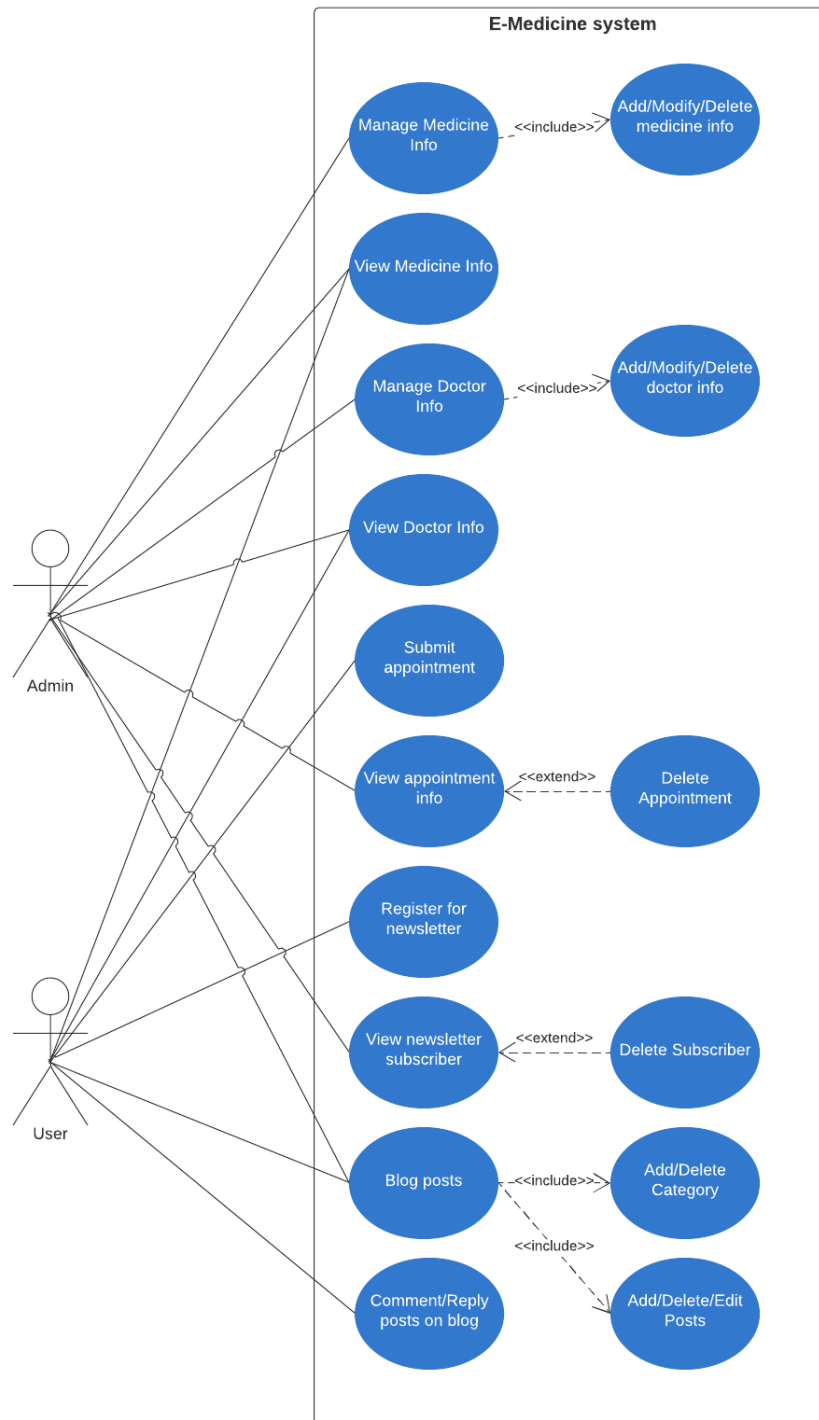 E-Medicine system
Manage Medicine
Info
<<include>>
Add/Modify/Delete
medicine info
View Medicine Info
Manage Doctor
Info
<<include>>
Add/Modify/Delete
doctor info
View Doctor Info
Submit
appointment
Admin
View appointment
info
<<extend>>
Delete
Appointment
Register for
newsletter
View newsletter
subscriber
<<extend>>
Delete Subscriber
User
Blog posts
<<include>>
Add/Delete
Category
<<include>>
Comment/Reply
posts on blog
Add/Delete/Edit
Posts